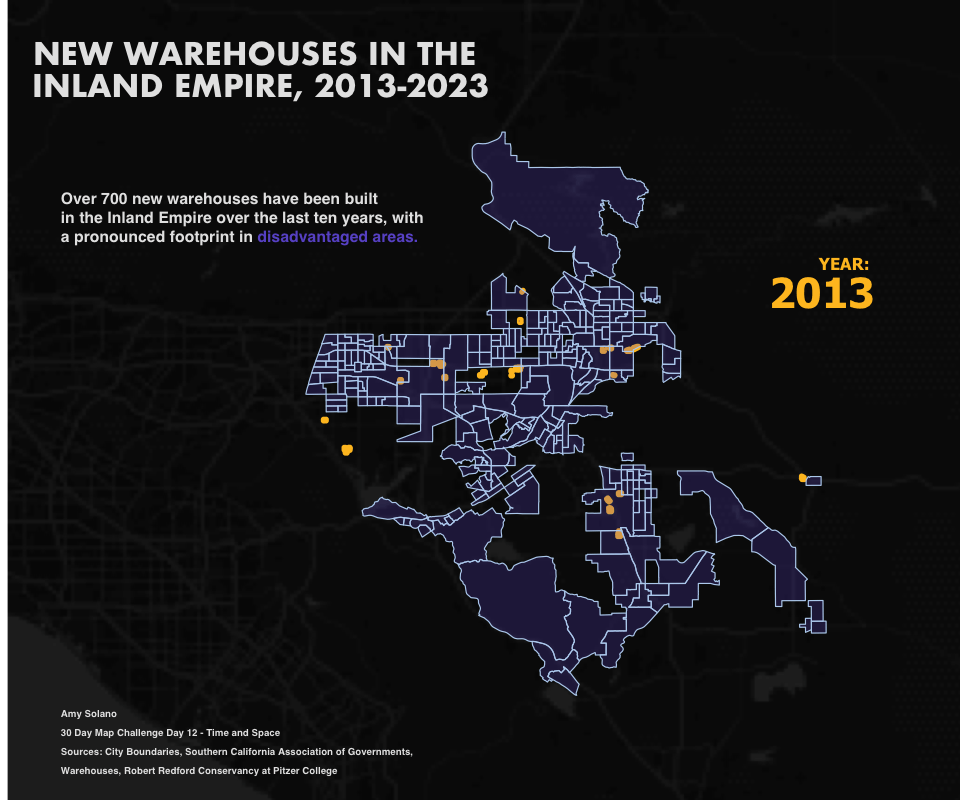 NEW WAREHOUSES IN THE
INLAND EMPIRE, 2013-2023
Over 700 new warehouses have been built
in the Inland Empire over the last ten years, with
a pronounced footprint in disadvantaged areas.
YEAR:
2013
Amy Solano
30 Day Map Challenge Day 12 - Time and Space
Sources: City Boundaries, Southern California Association of Governments,
Warehouses, Robert Redford Conservancy at Pitzer College